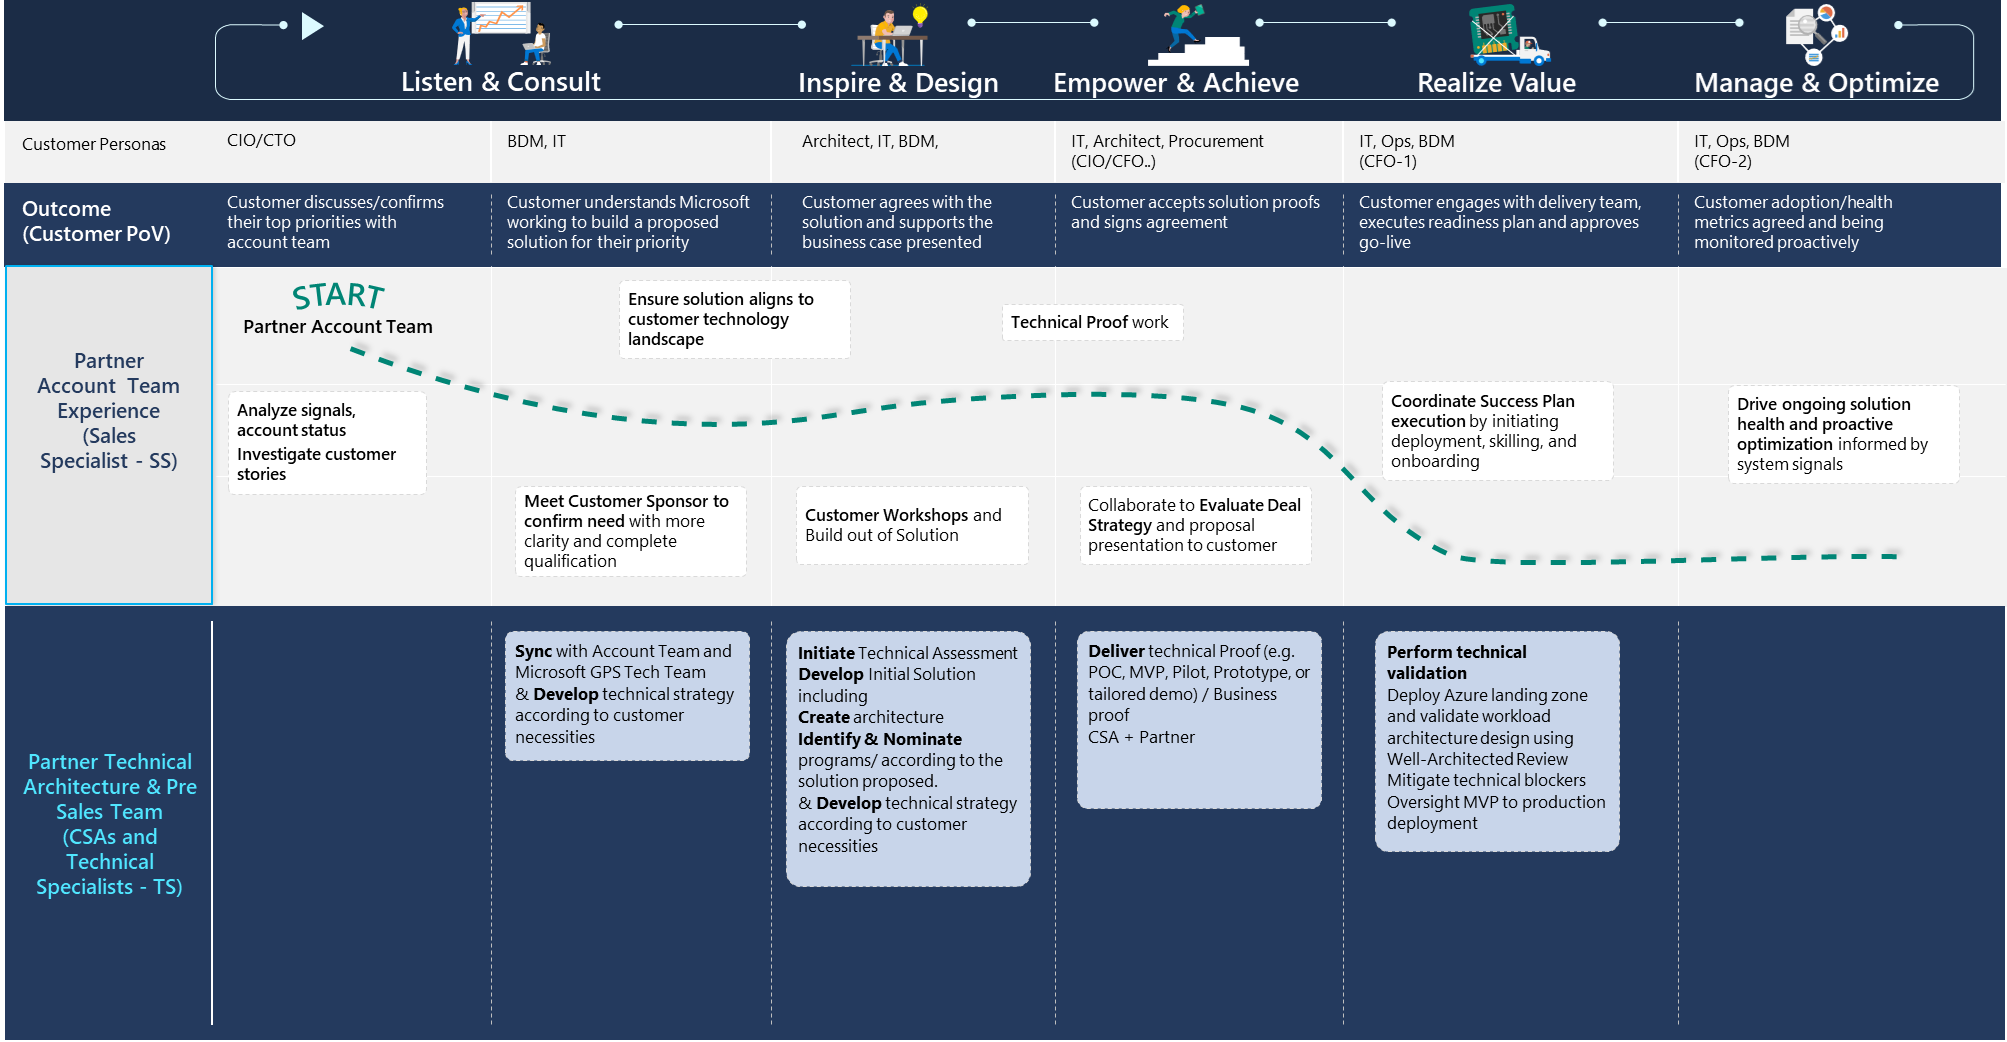 Listen & Consult
Inspire & Design
Empower & Achieve
Realize Value
Manage & Optimize
Customer Personas
CIO/CTO
BDM, IT
Architect, IT, BDM,
IT, Architect, Procurement
(CIO/CFO..)
IT, Ops, BDM
(CFO-1)
IT, Ops, BDM
(CFO-2)
Outcome
(Customer PoV)
Customer discusses/confirms
their top priorities with
account team
Customer understands Microsoft
working to build a proposed
solution for their priority
Customer agrees with the
solution and supports the
business case presented
Customer accepts solution proofs
and signs agreement
Customer engages with delivery team,
executes readiness plan and approves
go-live
Customer adoption/health
metrics agreed and being
monitored proactively
Partner
Account Team
Experience
(Sales
Specialist - SS)
START
Partner Account Team
Analyze signals,
account status
Investigate customer
stories
Ensure solution aligns to
customer technology
landscape
Meet Customer Sponsor to
confirm need with more
clarity and complete
qualification
Customer Workshops and
Build out of Solution
Technical Proof work
Collaborate to Evaluate Deal
Strategy and proposal
presentation to customer
Coordinate Success Plan
execution by initiating
deployment, skilling, and
onboarding
Drive ongoing solution
health and proactive
optimization informed by
system signals
Partner Technical
Architecture & Pre
Sales Team
(CSAs and
Technical
Specialists - TS)
Sync with Account Team and
Microsoft GPS Tech Team
& Develop technical strategy
according to customer
necessities
Initiate Technical Assessment
Develop Initial Solution
including
Create architecture
Identify & Nominate
programs/ according to the
solution proposed.
& Develop technical strategy
according to customer
necessities
Deliver technical Proof (e.g.
POC, MVP, Pilot, Prototype, or
tailored demo) / Business
proof
CSA + Partner
Perform technical
validation
Deploy Azure landing zone
and validate workload
architecture design using
Well-Architected Review
Mitigate technical blockers
Oversight MVP to production
deployment